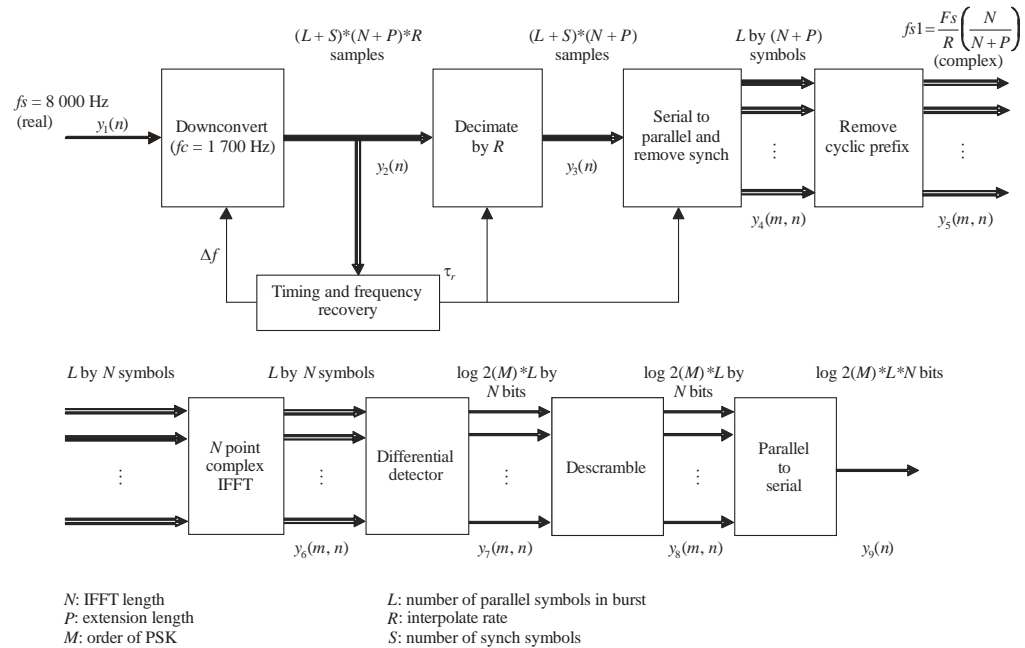 (L + S)*(N + P)*R
samples
(L + S)*(N + P)
samples
L by (N + P)
symbols
fs1 = Fs/R (N/(N + P))
(complex)
fs = 8 000 Hz
(real)
y1(n)
Downconvert
(fc = 1 700 Hz)
y2(n)
Decimate
by R
y3(n)
Serial to
parallel and
remove synch
y4(m, n)
Remove
cyclic prefix
y5(m, n)
Δf
Timing and frequency
recovery
τr
L by N symbols
L by N symbols
log 2(M)*L by
N bits
log 2(M)*L by
N bits
log 2(M)*L*N bits
N point
complex
IFFT
y6(m, n)
Differential
detector
y7(m, n)
Descramble
y8(m, n)
Parallel
to
serial
y9(n)
N: IFFT length
P: extension length
M: order of PSK
L: number of parallel symbols in burst
R: interpolate rate
S: number of synch symbols